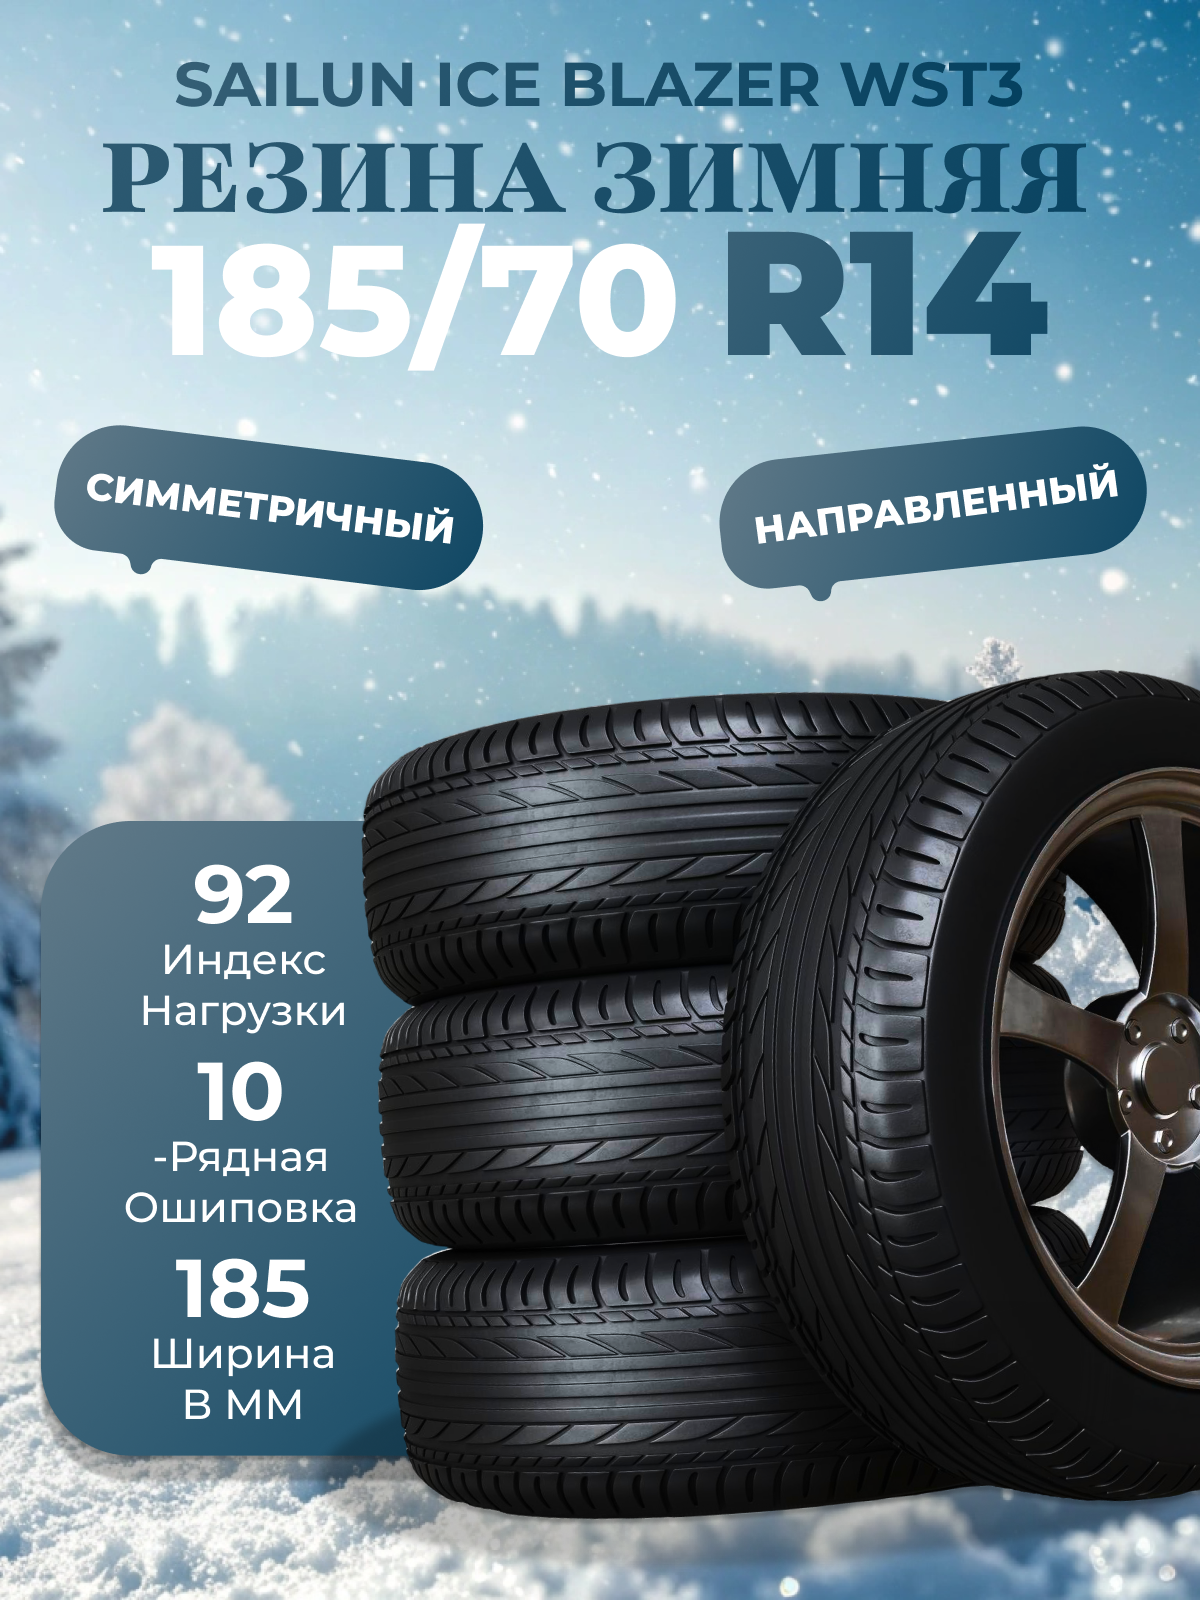 SAILUN ICE BLAZER WST3
РЕЗИНА ЗИМНЯЯ
185/70 R14
СИММЕТРИЧНЫЙ
НАПРАВЛЕННЫЙ
92
Индекс
Нагрузки
10
-Рядная
Ошиповка
185
Ширина
В ММ